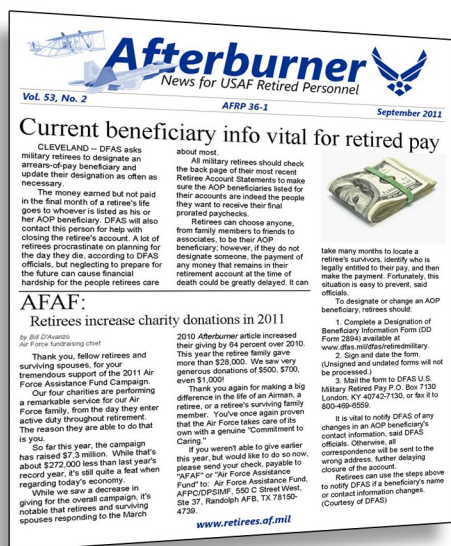 Afterburner
News for USAF Retired Personnel
Vol. 53, No. 2
AFRP 36-1
September 2011
Current beneficiary info vital for retired pay
CLEVELAND -- DFAS asks
military retirees to designate an
arrears-of-pay beneficiary and
update their designation as often as
necessary.
The money earned but not paid
in the final month of a retiree's life
goes to whoever is listed as his or
her AOP beneficiary. DFAS will also
contact this person for help with
closing the retiree's account. A lot of
retirees procrastinate on planning for
the day they die, according to DFAS
officials, but neglecting to prepare for
the future can cause financial
hardship for the people retirees care
about most.
All military retirees should check
the back page of their most recent
Retiree Account Statements to make
sure the AOP beneficiaries listed for
their accounts are indeed the people
they want to receive their final
prorated paychecks.
Retirees can choose anyone,
from family members to friends to
associates, to be their AOP
beneficiary; however, if they do not
designate someone, the payment of
any money that remains in their
retirement account at the time of
death could be greatly delayed. It can
take many months to locate a
retiree's survivors, identify who is
legally entitled to their pay, and then
make the payment. Fortunately, this
situation is easy to prevent, said
officials.
To designate or change an AOP
beneficiary, retirees should:
1. Complete a Designation of
Beneficiary Information Form (DD
Form 2894) available at
www.dfas.mil/dfas/retiredmilitary.
2. Sign and date the form.
(Unsigned and undated forms will not
be processed.)
3. Mail the form to DFAS U.S.
Military Retired Pay P.O. Box 7130
London, KY 40742-7130, or fax it to
800-469-6559.
It is vital to notify DFAS of any
changes in an AOP beneficiary's
contact information, said DFAS
officials. Otherwise, all
correspondence will be sent to the
wrong address, further delaying
closure of the account.
Retirees can use the steps above
to notify DFAS if a beneficiary's name
or contact information changes.
(Courtesy of DFAS)
AFAF:
Retirees increase charity donations in 2011
by Bill D'Avanzo
Air Force fundraising chief
Thank you, fellow retirees and
surviving spouses, for your
tremendous support of the 2011 Air
Force Assistance Fund Campaign.
Our four charities are performing
a remarkable service for our Air
Force family, from the day they enter
active duty throughout retirement.
The reason they are able to do that
is you.
So far this year, the campaign
has raised $7.3 million. While that's
about $272,000 less than last year's
record year, it's still quite a feat when
regarding today's economy.
While we saw a decrease in
giving for the overall campaign, it's
notable that retirees and surviving
spouses responding to the March
2010 Afterburner article increased
their giving by 64 percent over 2010.
This year the retiree family gave
more than $28,000. We saw very
generous donations of $500, $700,
even $1,000!
Thank you again for making a big
difference in the life of an Airman, a
retiree, or a retiree's surviving family
member. You've once again proven
that the Air Force takes care of its
own with a genuine "Commitment to
Caring."
If you weren't able to give earlier
this year, but would like to do so now,
please send your check, payable to
"AFAF" or "Air Force Assistance
Fund" to: Air Force Assistance Fund,
AFPC/DPSIMF, 550 C Street West,
Ste 37, Randolph AFB, TX 78150-
4739.
www.retirees.af.mil